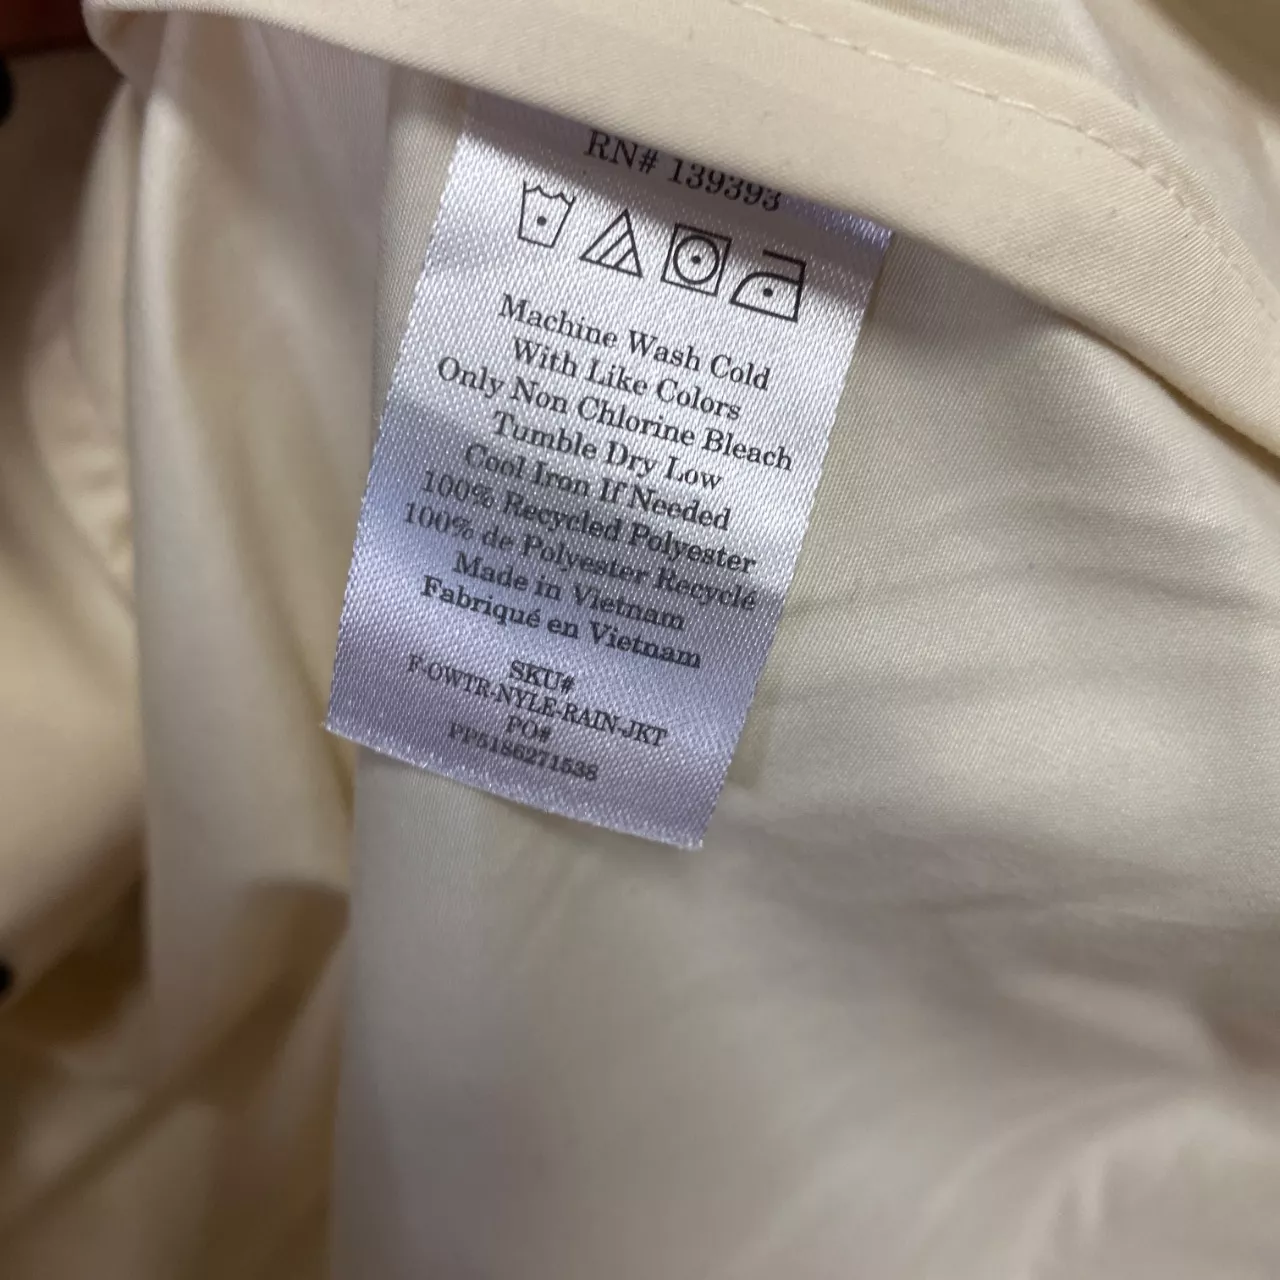 RN# 139393
Machine Wash Cold
With Like Colors
Only Non Chlorine Bleach
Tumble Dry Low
Cool Iron If Needed
100% Recycled Polyester
100% de Polyester Recyclé
Made in Vietnam
Fabriqué en Vietnam
SKU#
F-OWTR-NYLE-RAIN-JKT
PO#
PP5186271538